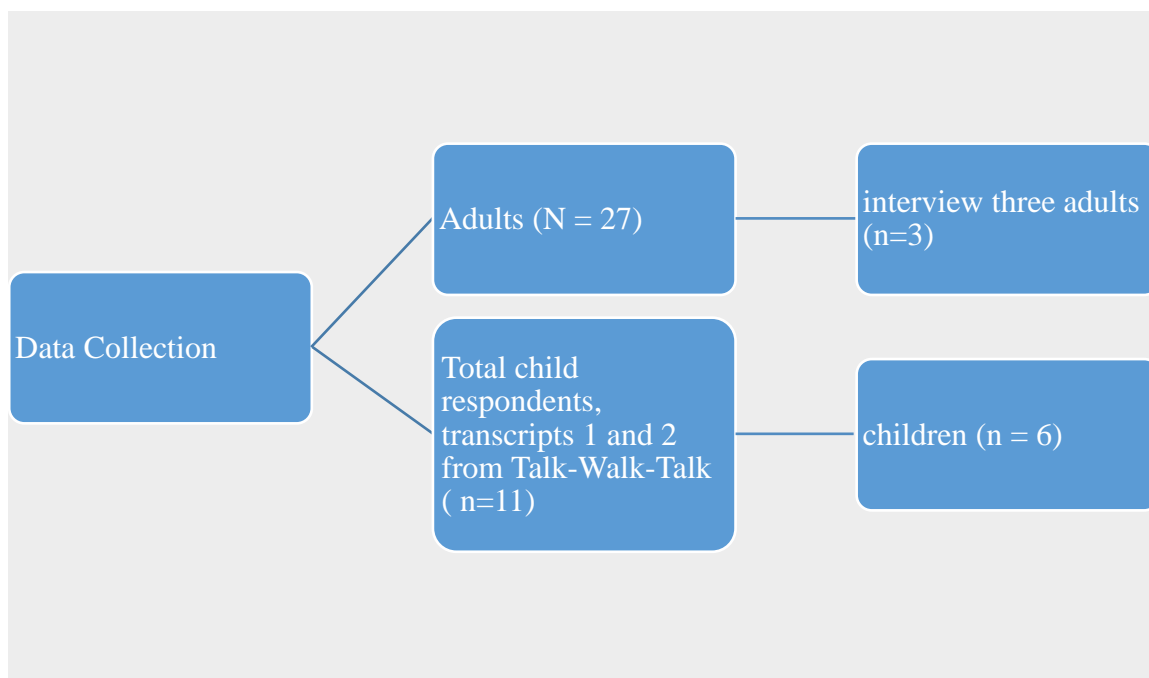 Data Collection
Adults (N = 27)
interview three adults
(n=3)
Total child
respondents,
transcripts 1 and 2
from Talk-Walk-Talk
( n=11)
children (n = 6)